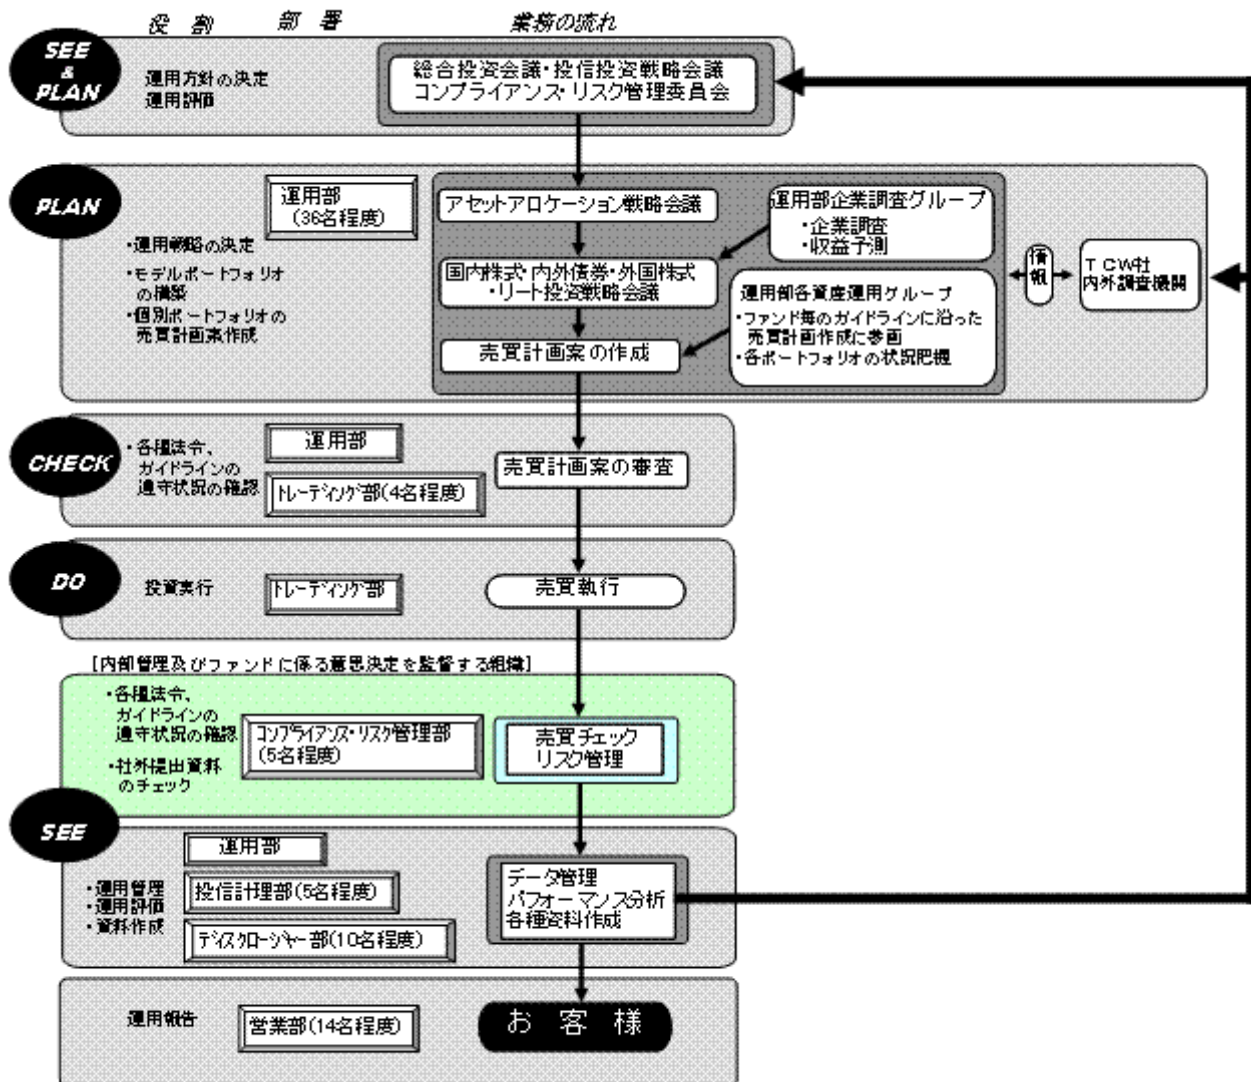 役 割
部 署
業務の流れ
SEE
&
PLAN
運用方針の決定
運用評価
総合投資会議・投信投資戦略会議
コンプライアンス・リスク管理委員会
PLAN
運用部
(36名程度)
・運用戦略の決定
・モデルポートフォリオ
の構築
・個別ポートフォリオの
売買計画案作成
アセットアロケーション戦略会議
国内株式・内外債券・外国株式
・リート投資戦略会議
売買計画案の作成
運用部企業調査グループ
・企業調査
・収益予測
運用部各資産運用グループ
・ファンド毎のガイドラインに沿った
売買計画作成に参画
・各ポートフォリオの状況把握
情報
TCW社
内外調査機関
CHECK
・各種法令、
ガイドラインの
遵守状況の確認
運用部
トレーディング部(4名程度)
売買計画案の審査
DO
投資実行
トレーディング部
売買執行
[内部管理及びファンドに係る意思決定を監督する組織]
・各種法令、
ガイドラインの
遵守状況の確認
・社外提出資料
のチェック
コンプライアンス・リスク管理部
(5名程度)
売買チェック
リスク管理
SEE
・運用管理
・運用評価
・資料作成
運用部
投信計理部(5名程度)
ディスクロージャー部(10名程度)
データ管理
パフォーマンス分析
各種資料作成
運用報告
営業部(14名程度)
お 客 様